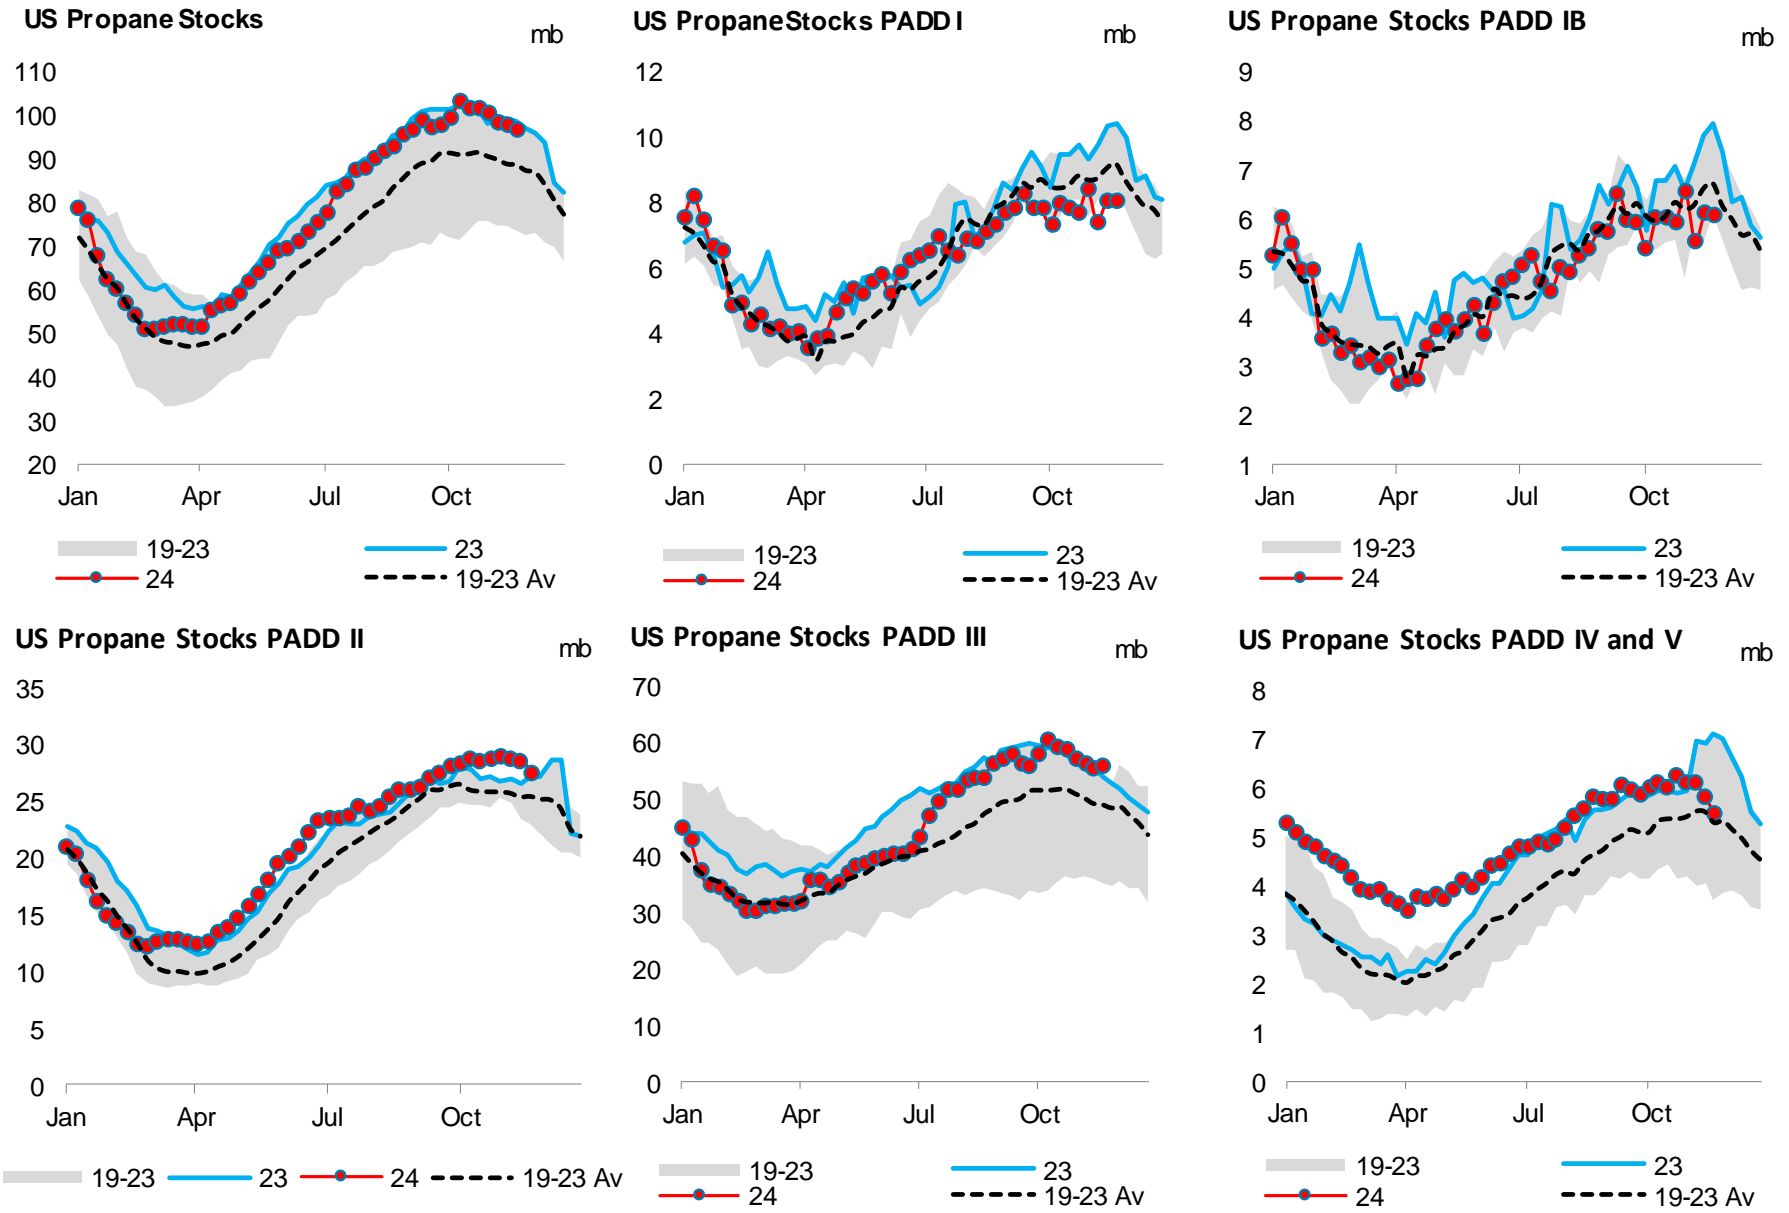 US Propane Stocks
mb
110
100
90
80
70
60
50
40
30
20
Jan Apr Jul Oct
19-23 23
24 19-23 Av
US Propane Stocks PADD I
mb
12
10
8
6
4
2
0
Jan Apr Jul Oct
19-23 23
24 19-23 Av
US Propane Stocks PADD IB
mb
9
8
7
6
5
4
3
2
1
Jan Apr Jul Oct
19-23 23
24 19-23 Av
US Propane Stocks PADD II
mb
35
30
25
20
15
10
5
0
Jan Apr Jul Oct
19-23 23 24 19-23 Av
US Propane Stocks PADD III
mb
70
60
50
40
30
20
10
0
Jan Apr Jul Oct
19-23 23
24 19-23 Av
US Propane Stocks PADD IV and V
mb
8
7
6
5
4
3
2
1
0
Jan Apr Jul Oct
19-23 23
24 19-23 Av